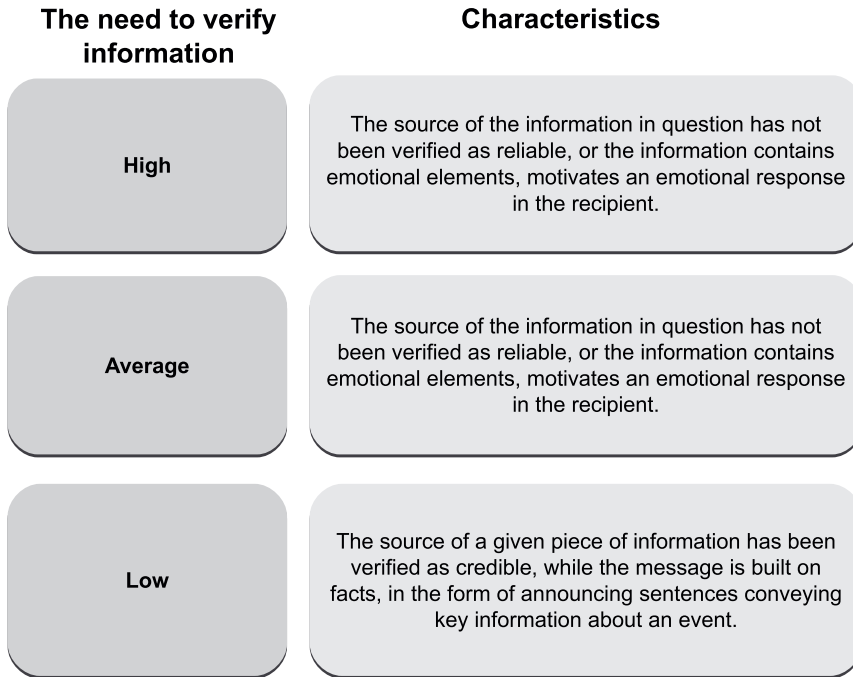 The need to verify
information
Characteristics
High
The source of the information in question has not
been verified as reliable, or the information contains
emotional elements, motivates an emotional response
in the recipient.
Average
The source of the information in question has not
been verified as reliable, or the information contains
emotional elements, motivates an emotional response
in the recipient.
Low
The source of a given piece of information has been
verified as credible, while the message is built on
facts, in the form of announcing sentences conveying
key information about an event.